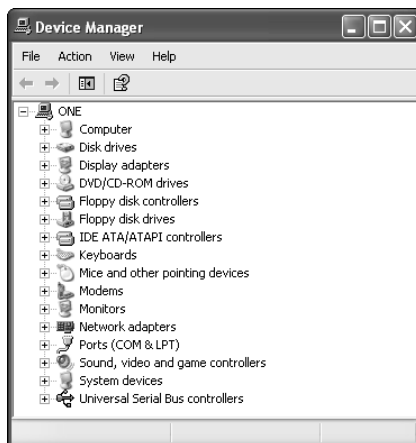 Device Manager
File Action View Help
ONE
Computer
Disk drives
Display adapters
DVD/CD-ROM drives
Floppy disk controllers
Floppy disk drives
IDE ATA/ATAPI controllers
Keyboards
Mice and other pointing devices
Modems
Monitors
Network adapters
Ports (COM & LPT)
Sound, video and game controllers
System devices
Universal Serial Bus controllers